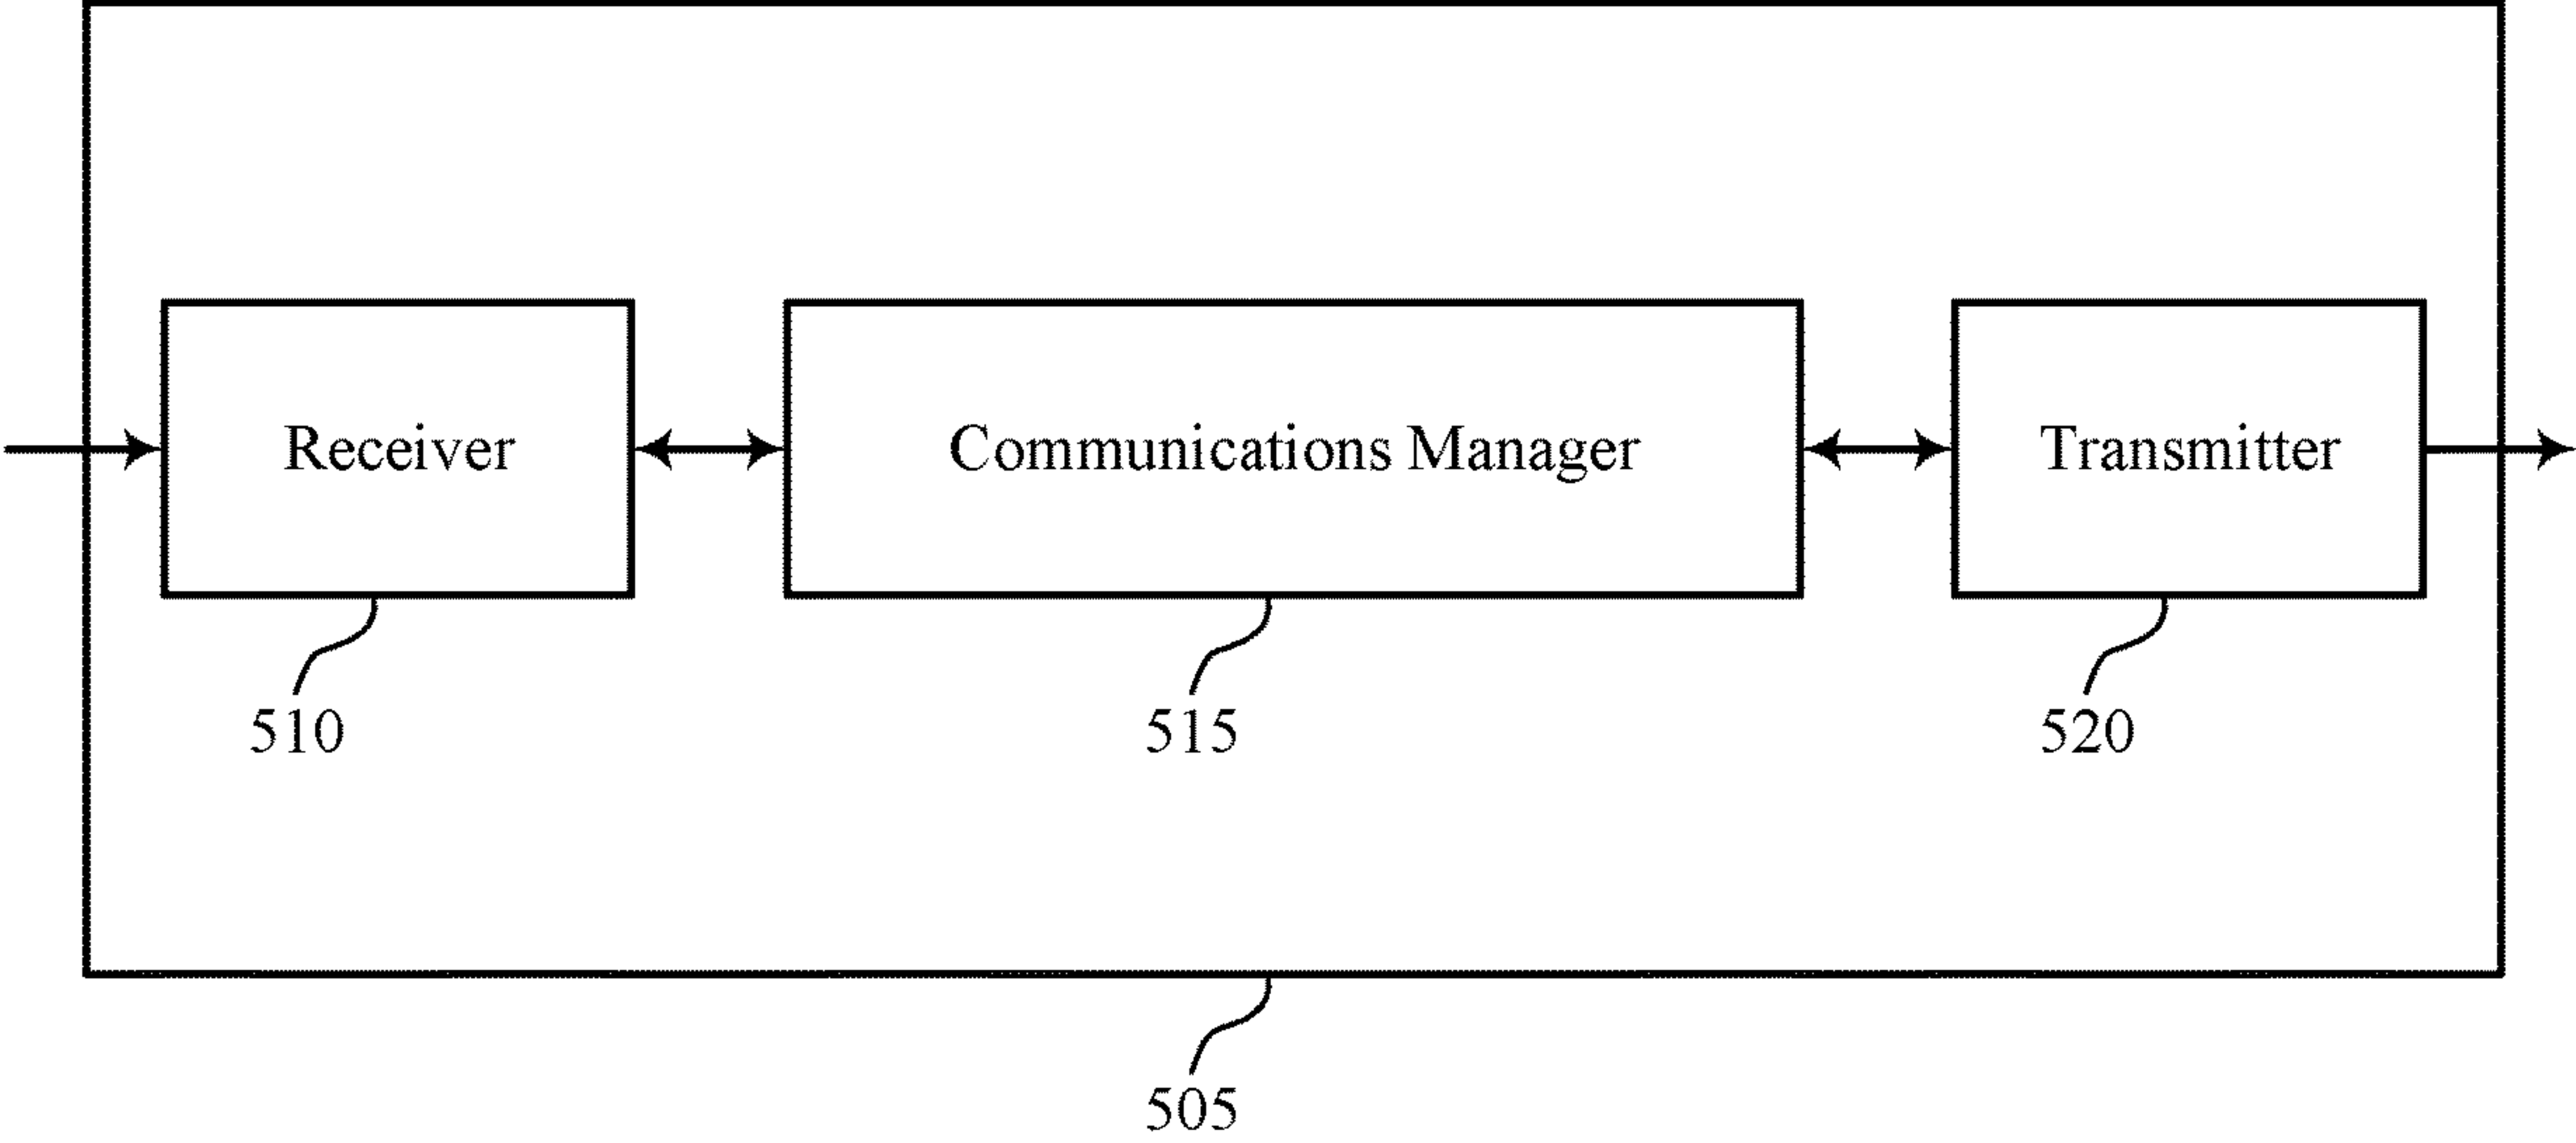 Receiver
Communications Manager
Transmitter
510
515
520
505